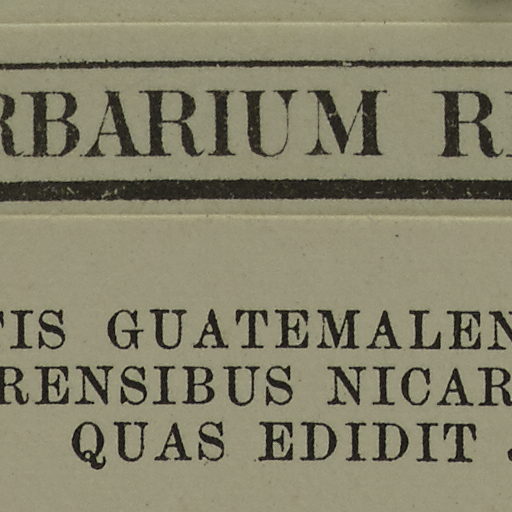 RBARIUM R
TIS GUATEMALEN
RENSIBUS NICAR
QUAS EDIDIT J